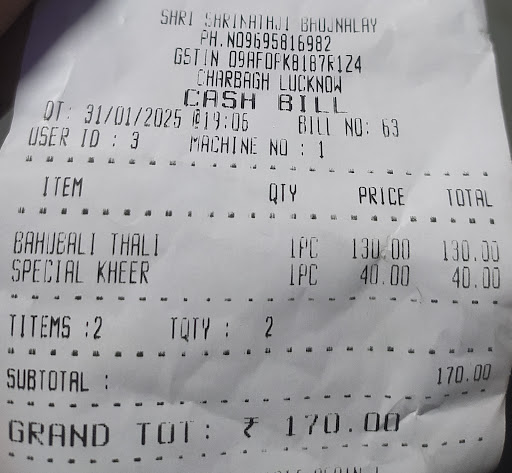 SHRI SHRINATHJI BHOJNALAY
PH.NO9695816982
GSTIN 09AFOPK8187R1Z4
CHARBAGH LUCKNOW
CASH BILL
DT: 31/01/2025 @19:06 BILL NO: 63
USER ID : 3 MACHINE NO : 1
ITEM QTY PRICE TOTAL
BAHUBALI THALI 1PC 130.00 130.00
SPECIAL KHEER 1PC 40.00 40.00
TITEMS :2 TQTY : 2
SUBTOTAL : 170.00
GRAND TOT: ₹ 170.00